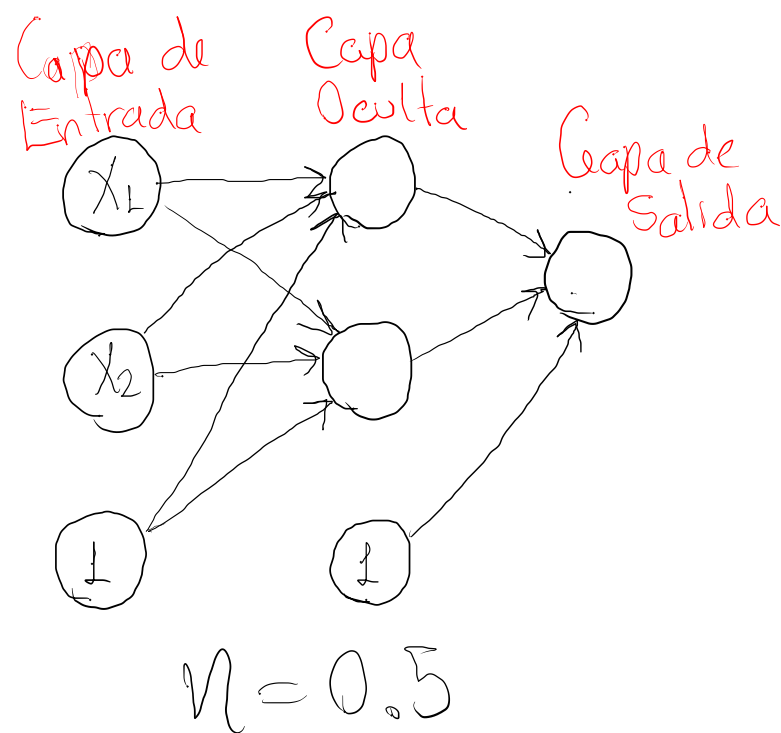 Capa de
Entrada
Capa
Oculta
Capa de
Salida
X1
X2
1
1
η = 0.5